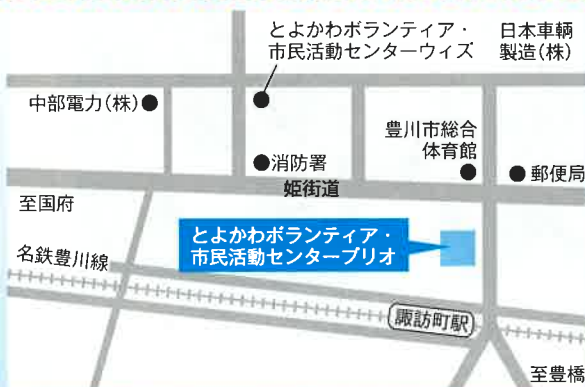 とよかわボランティア・
市民活動センターウィズ
日本車輌
製造(株)
中部電力(株)
豊川市総合
体育館
消防署
郵便局
姫街道
至国府
とよかわボランティア・
市民活動センタープリオ
名鉄豊川線
諏訪町駅
至豊橋